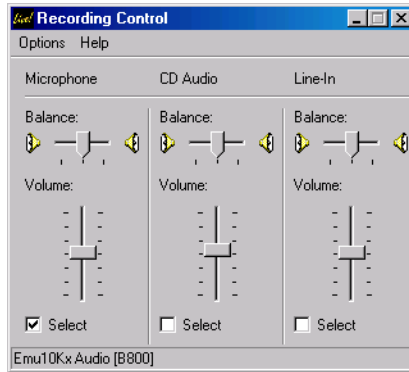 live! Recording Control
Options Help
Microphone CD Audio Line-In
Balance: Balance: Balance:
Volume: Volume: Volume:
Select Select Select
Emu10Kx Audio [B800]